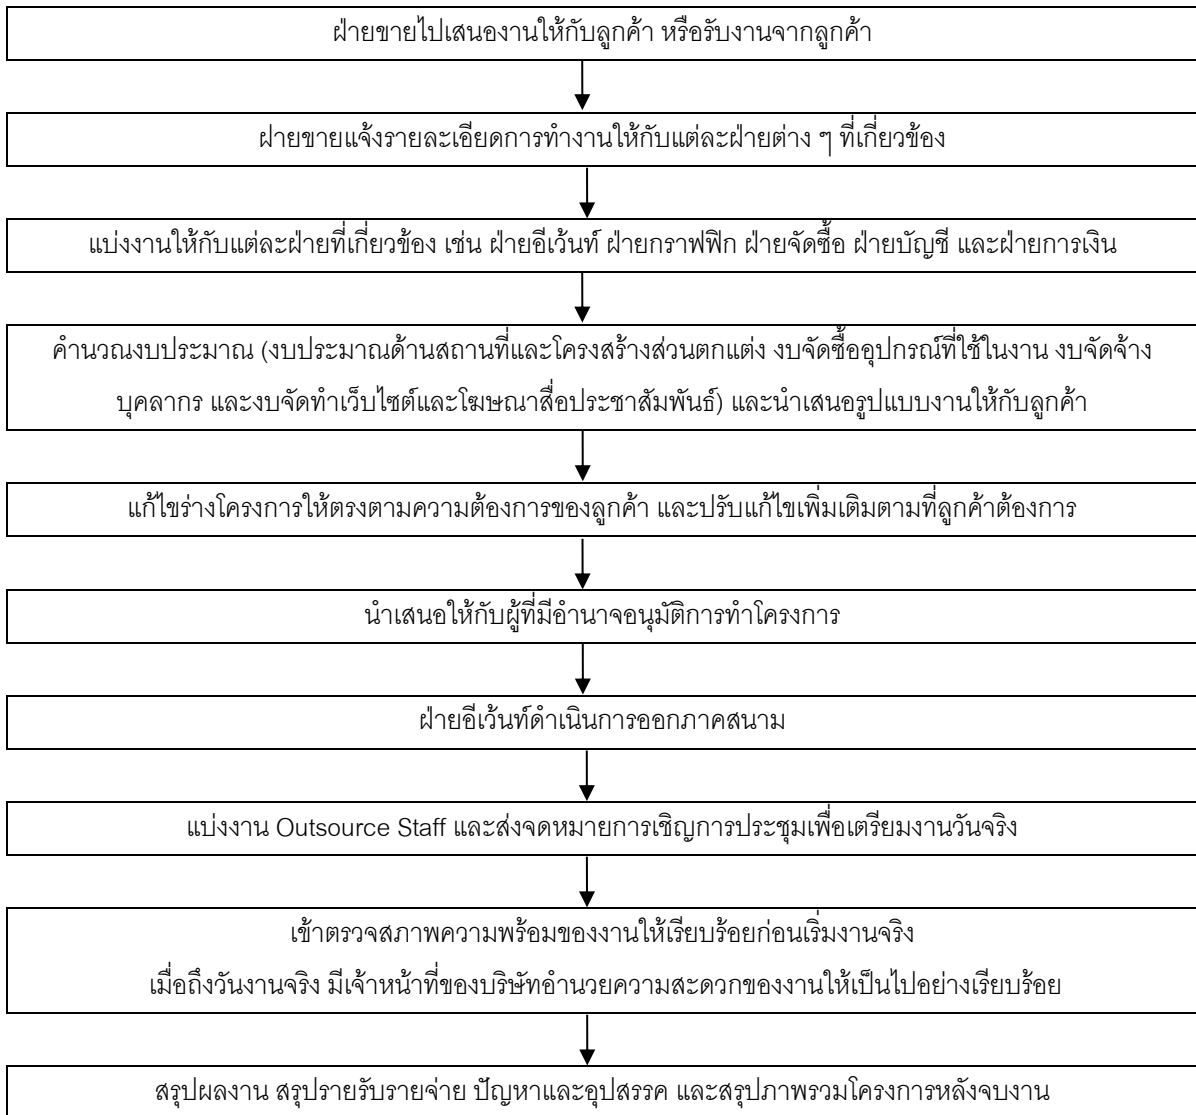 ฝ่ายขายไปเสนองานให้กับลูกค้า หรือรับงานจากลูกค้า
ฝ่ายขายแจ้งรายละเอียดการทำงานให้กับแต่ละฝ่ายต่าง ๆ ที่เกี่ยวข้อง
แบ่งงานให้กับแต่ละฝ่ายที่เกี่ยวข้อง เช่น ฝ่ายอีเว้นท์ ฝ่ายกราฟฟิก ฝ่ายจัดซื้อ ฝ่ายบัญชี และฝ่ายการเงิน
คำนวณงบประมาณ (งบประมาณด้านสถานที่และโครงสร้างส่วนตกแต่ง งบจัดซื้ออุปกรณ์ที่ใช้ในงาน งบจัดจ้าง
บุคลากร และงบจัดทำเว็บไซต์และโฆษณาสื่อประชาสัมพันธ์) และนำเสนอรูปแบบงานให้กับลูกค้า
แก้ไขร่างโครงการให้ตรงตามความต้องการของลูกค้า และปรับแก้ไขเพิ่มเติมตามที่ลูกค้าต้องการ
นำเสนอให้กับผู้ที่มีอำนาจอนุมัติการทำโครงการ
ฝ่ายอีเว้นท์ดำเนินการออกภาคสนาม
แบ่งงาน Outsource Staff และส่งจดหมายการเชิญการประชุมเพื่อเตรียมงานวันจริง
เข้าตรวจสภาพความพร้อมของงานให้เรียบร้อยก่อนเริ่มงานจริง
เมื่อถึงวันงานจริง มีเจ้าหน้าที่ของบริษัทอำนวยความสะดวกของงานให้เป็นไปอย่างเรียบร้อย
สรุปผลงาน สรุปรายรับรายจ่าย ปัญหาและอุปสรรค และสรุปภาพรวมโครงการหลังจบงาน